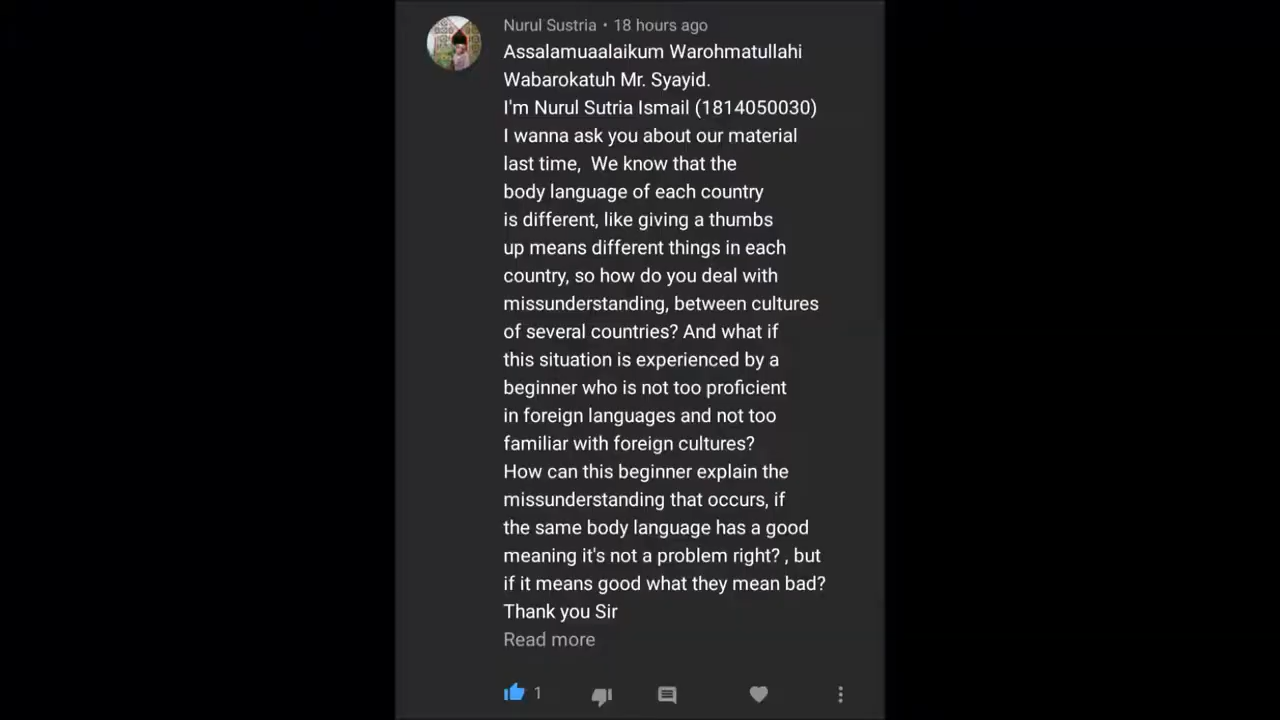 Nurul Sustria • 18 hours ago
Assalamuaalaikum Warohmatullahi
Wabarokatuh Mr. Syayid.
I'm Nurul Sutria Ismail (1814050030)
I wanna ask you about our material
last time,  We know that the
body language of each country
is different, like giving a thumbs
up means different things in each
country, so how do you deal with
missunderstanding, between cultures
of several countries? And what if
this situation is experienced by a
beginner who is not too proficient
in foreign languages and not too
familiar with foreign cultures?
How can this beginner explain the
missunderstanding that occurs, if
the same body language has a good
meaning it's not a problem right? , but
if it means good what they mean bad?
Thank you Sir
Read more
1